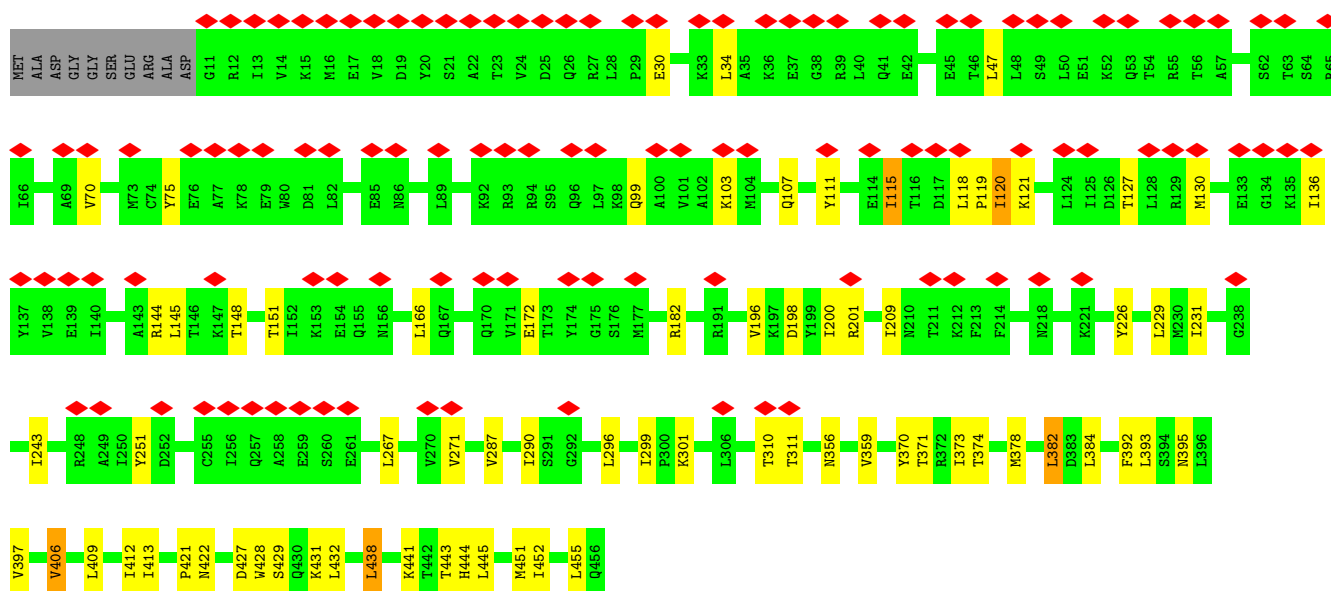 MET ALA ASP GLY GLY SER GLU ARG ALA ASP G11 R12 I13 V14 K15 M16 E17 V18 D19 Y20 S21 A22 T23 V24 D25 Q26 R27 L28 P29 E30 K33 L34 A35 K36 E37 G38 R39 L40 Q41 E42 E45 T46 L47 L48 S49 L50 E51 K52 Q53 T54 R55 T56 A57 S62 T63 S64 R65
I66 A69 V70 M73 C74 Y75 E76 A77 K78 E79 W80 D81 L82 E85 N86 L89 K92 R93 R94 S95 Q96 L97 K98 Q99 A100 V101 A102 K103 M104 Q107 Y111 E114 I115 T116 D117 L118 P119 I120 K121 L124 I125 D126 T127 L128 R129 M130 E133 G134 K135 I136
Y137 V138 E139 I140 A143 R144 L145 T146 K147 T148 T151 I152 K153 E154 Q155 N156 L166 Q167 Q170 V171 E172 T173 Y174 G175 S176 M177 R182 R191 V196 K197 D198 Y199 I200 R201 I209 N210 T211 K212 F213 F214 N218 K221 Y226 L229 M230 I231 G238
I243 R248 A249 I250 Y251 D252 C255 I256 Q257 A258 E259 S260 E261 L267 V270 V271 V287 I290 S291 G292 L296 I299 P300 K301 L306 T310 T311 N356 V359 Y370 T371 R372 I373 T374 M378 L382 D383 L384 F392 L393 S394 N395 L396
V397 V406 L409 I412 I413 P421 N422 D427 W428 S429 Q430 K431 L432 L438 K441 T442 T443 H444 L445 M451 I452 L455 Q456